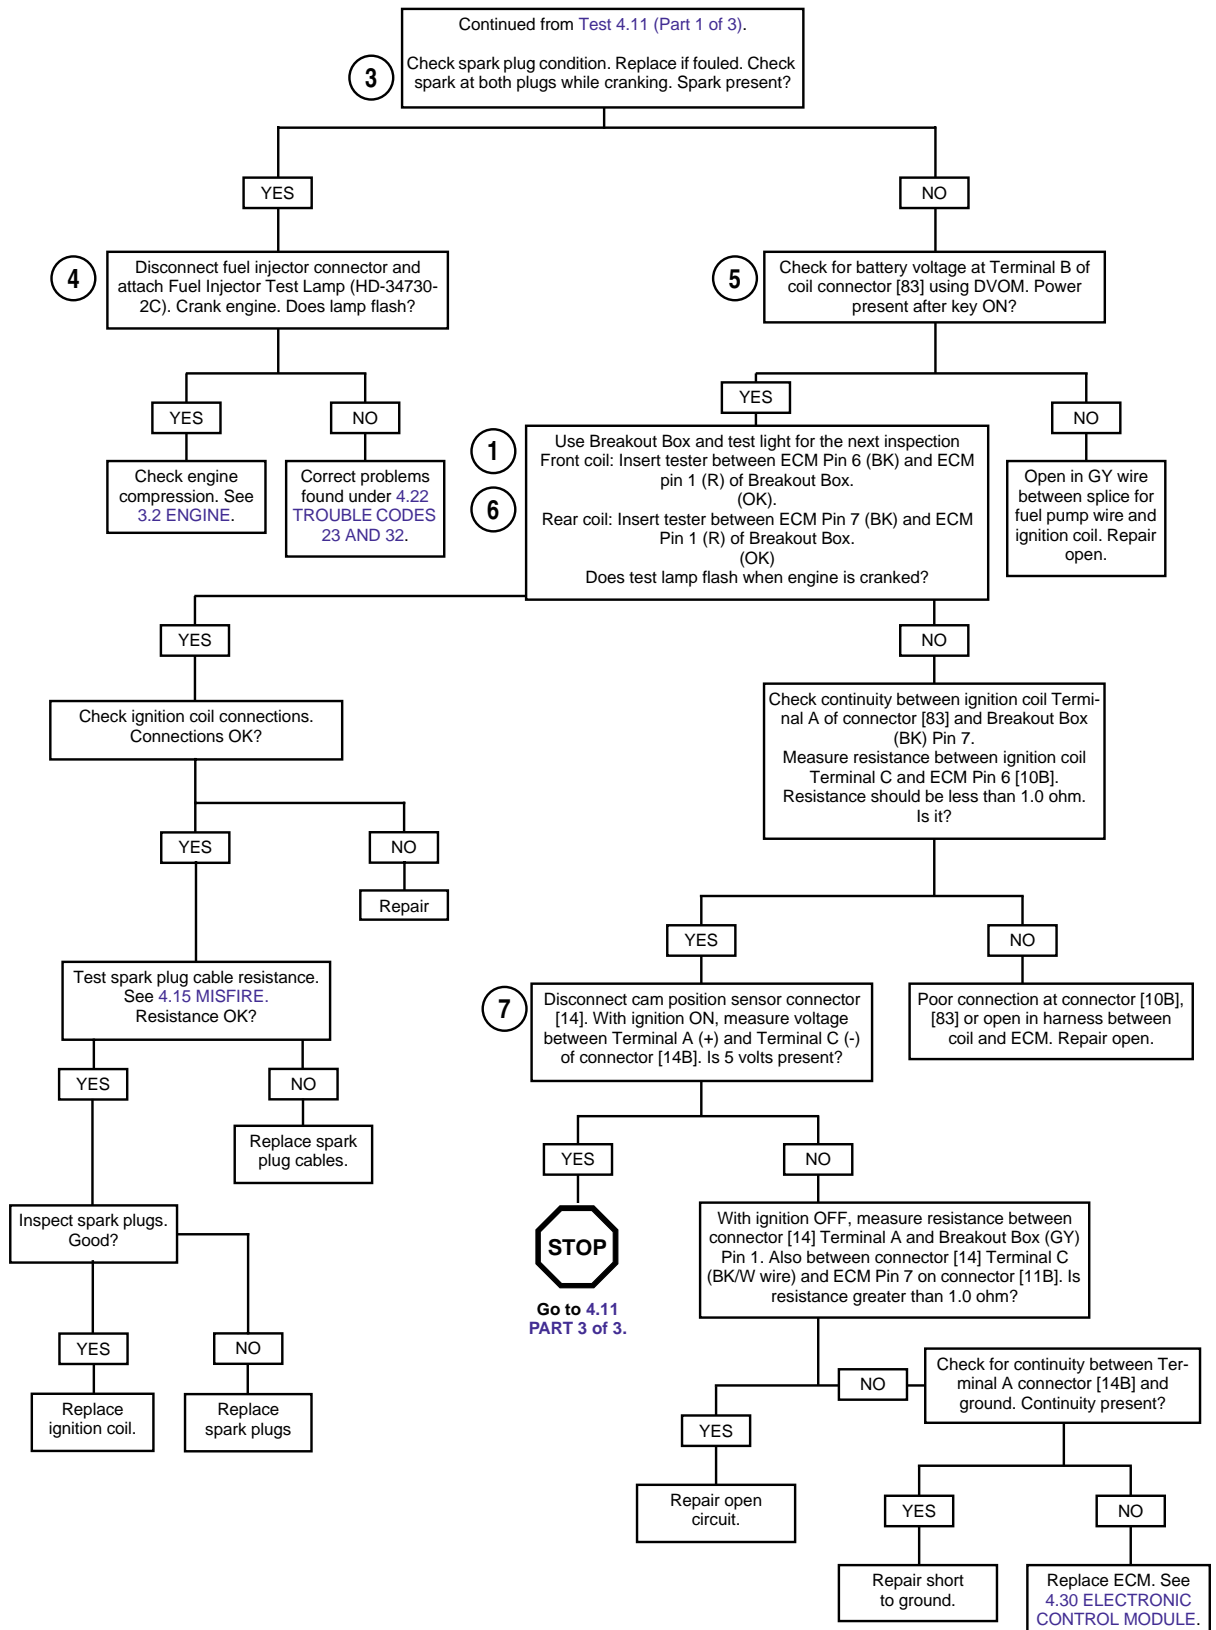 Continued from Test 4.11 (Part 1 of 3).
Check spark plug condition. Replace if fouled. Check
spark at both plugs while cranking. Spark present?
3
YES
NO
4
Disconnect fuel injector connector and
attach Fuel Injector Test Lamp (HD-34730-
2C). Crank engine. Does lamp flash?
5
Check for battery voltage at Terminal B of
coil connector [83] using DVOM. Power
present after key ON?
YES
NO
YES
NO
Check engine
compression. See
3.2 ENGINE.
Correct problems
found under 4.22
TROUBLE CODES
23 AND 32.
1
6
Use Breakout Box and test light for the next inspection
Front coil: Insert tester between ECM Pin 6 (BK) and ECM
pin 1 (R) of Breakout Box.
(OK).
Rear coil: Insert tester between ECM Pin 7 (BK) and ECM
Pin 1 (R) of Breakout Box.
(OK)
Does test lamp flash when engine is cranked?
Open in GY wire
between splice for
fuel pump wire and
ignition coil. Repair
open.
YES
NO
Check ignition coil connections.
Connections OK?
Check continuity between ignition coil Termi-
nal A of connector [83] and Breakout Box
(BK) Pin 7.
Measure resistance between ignition coil
Terminal C and ECM Pin 6 [10B].
Resistance should be less than 1.0 ohm.
Is it?
YES
NO
Repair
YES
NO
Test spark plug cable resistance.
See 4.15 MISFIRE.
Resistance OK?
7
Disconnect cam position sensor connector
[14]. With ignition ON, measure voltage
between Terminal A (+) and Terminal C (-)
of connector [14B]. Is 5 volts present?
Poor connection at connector [10B],
[83] or open in harness between
coil and ECM. Repair open.
YES
NO
Replace spark
plug cables.
YES
NO
Inspect spark plugs.
Good?
STOP
Go to 4.11
PART 3 of 3.
With ignition OFF, measure resistance between
connector [14] Terminal A and Breakout Box (GY)
Pin 1. Also between connector [14] Terminal C
(BK/W wire) and ECM Pin 7 on connector [11B]. Is
resistance greater than 1.0 ohm?
YES
NO
Replace
ignition coil.
Replace
spark plugs
NO
Check for continuity between Ter-
minal A connector [14B] and
ground. Continuity present?
YES
Repair open
circuit.
YES
NO
Repair short
to ground.
Replace ECM. See
4.30 ELECTRONIC
CONTROL MODULE.